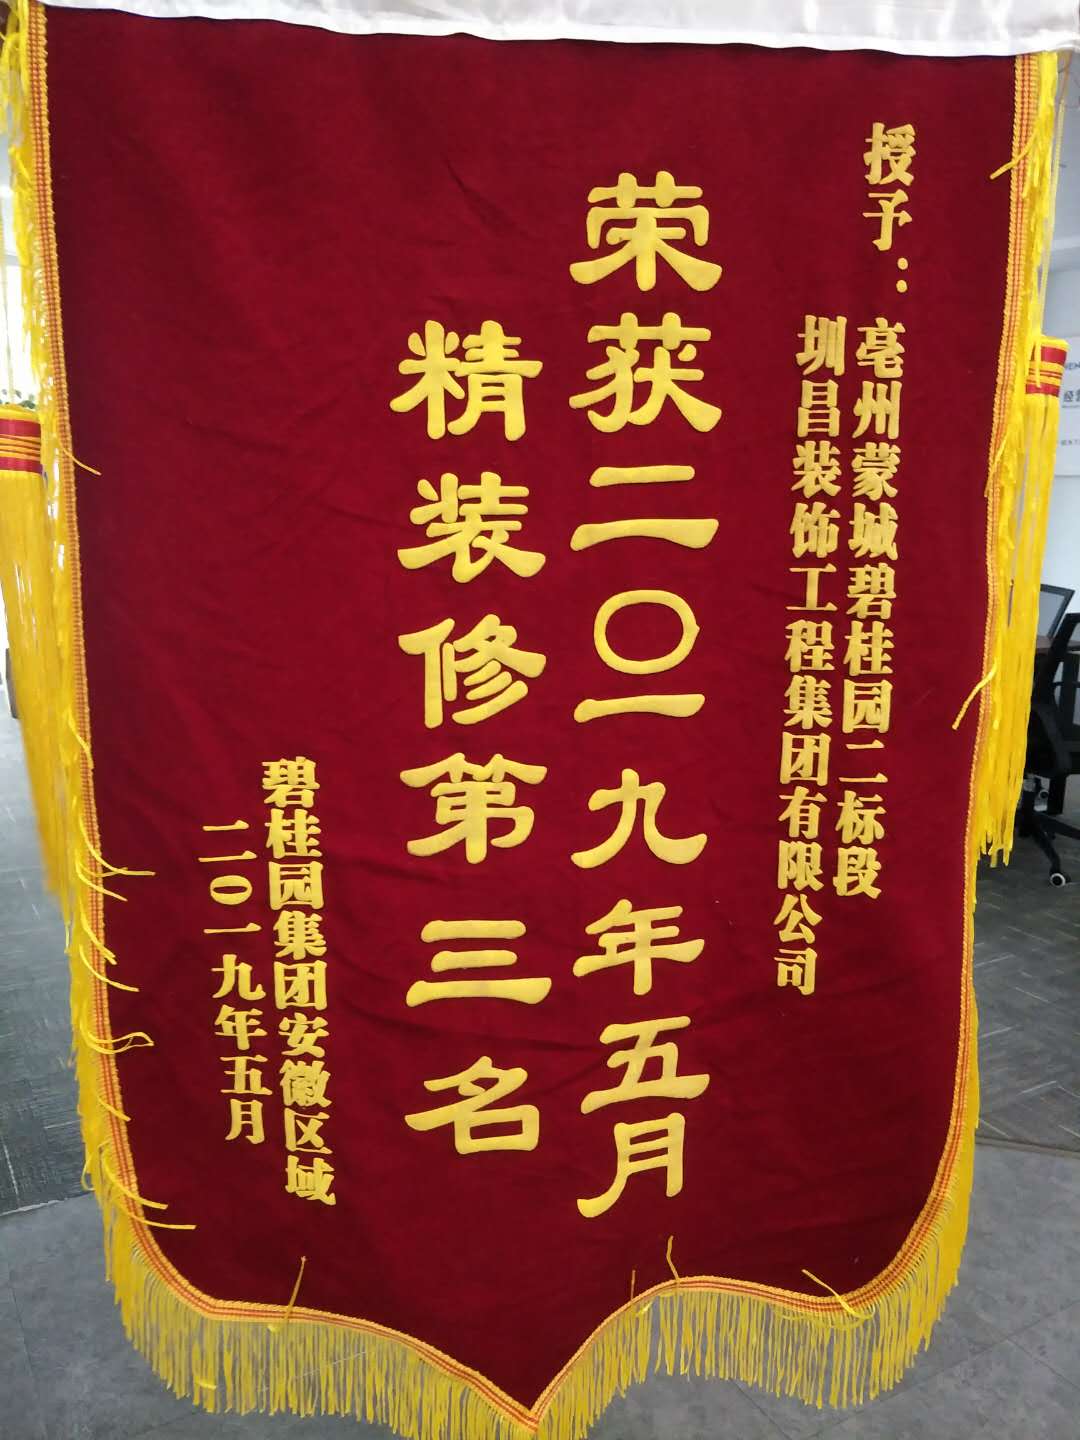 授予：亳州蒙城碧桂园二标段
圳昌装饰工程集团有限公司
荣获二〇一九年五月
精装修第三名
碧桂园集团安徽区域
二〇一九年五月